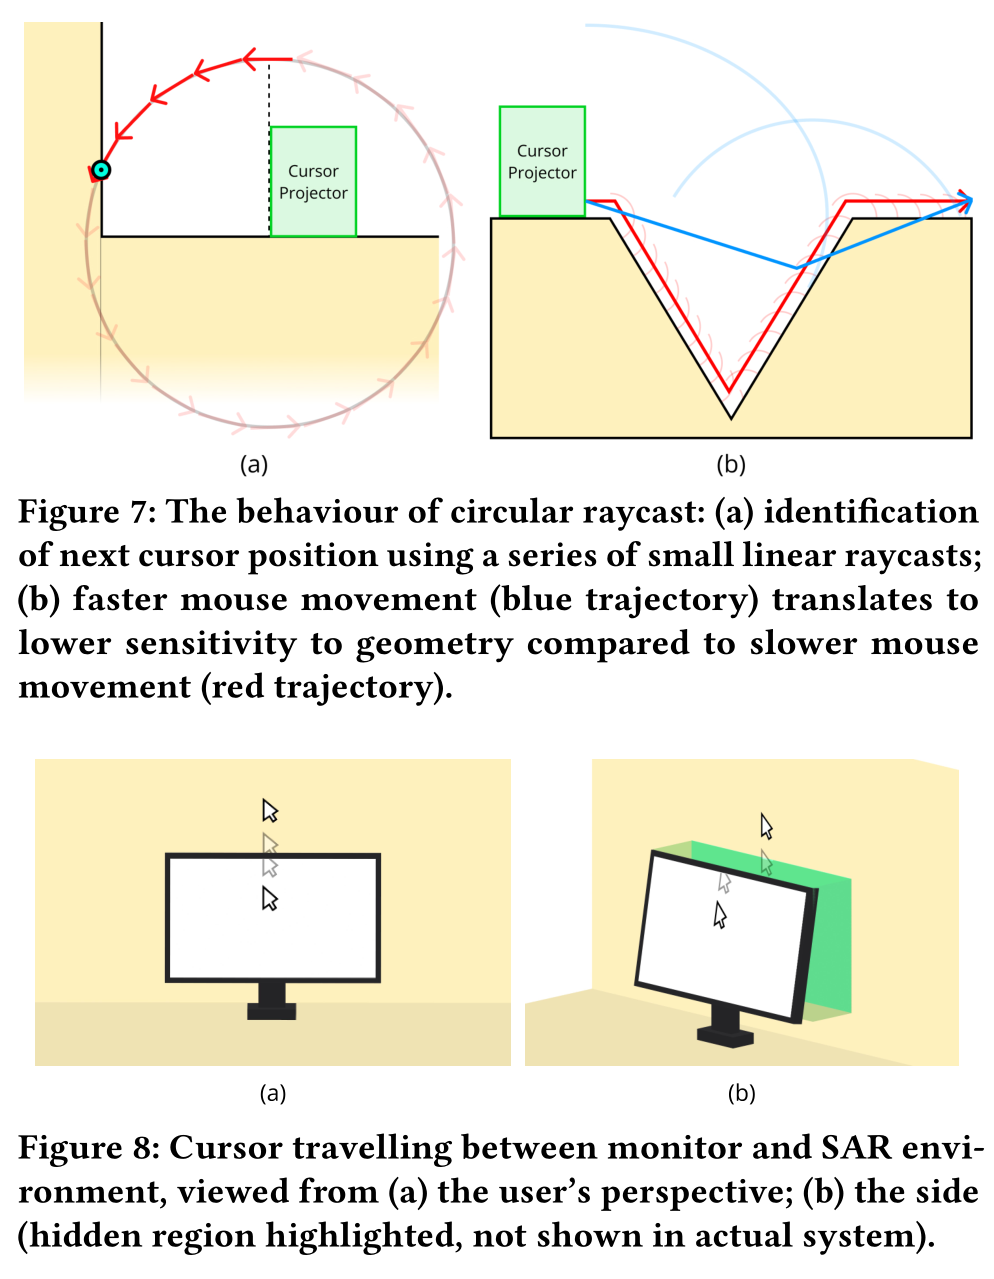 Cursor
Projector
Cursor
Projector
(a)
(b)
Figure 7: The behaviour of circular raycast: (a) identification
of next cursor position using a series of small linear raycasts;
(b) faster mouse movement (blue trajectory) translates to
lower sensitivity to geometry compared to slower mouse
movement (red trajectory).
(a)
(b)
Figure 8: Cursor travelling between monitor and SAR envi-
ronment, viewed from (a) the user’s perspective; (b) the side
(hidden region highlighted, not shown in actual system).